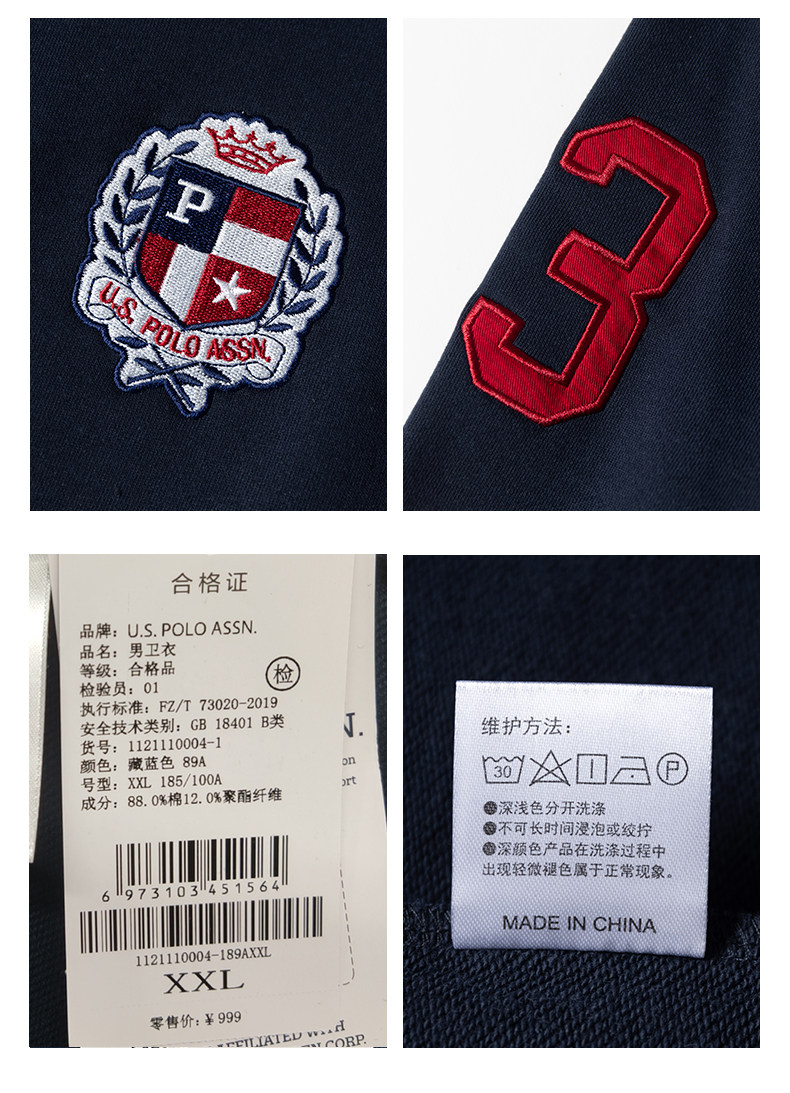 P
U.S. POLO ASSN.
3
合格证
品牌: U.S. POLO ASSN.
品名: 男卫衣
等级: 合格品
检
检验员: 01
执行标准: FZ/T 73020-2019
安全技术类别: GB 18401 B类
货号: 1121110004-1
颜色: 藏蓝色 89A
号型: XXL 185/100A
成分: 88.0%棉12.0%聚酯纤维
6 973103 451564
1121110004-189AXXL
XXL
零售价: ¥ 999
N.
on
ort
AFFILIATED WITH
EN CORP.
维护方法:
30
P
●深浅色分开洗涤
●不可长时间浸泡或绞拧
●深颜色产品在洗涤过程中
出现轻微褪色属于正常现象。
MADE IN CHINA